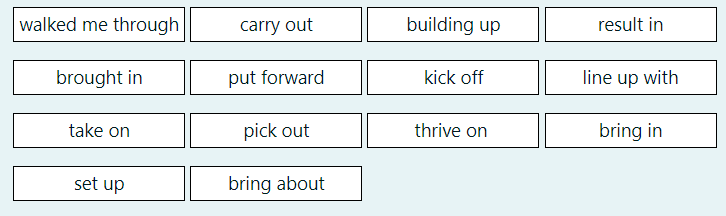 walked me through carry out building up result in
brought in put forward kick off line up with
take on pick out thrive on bring in
set up bring about